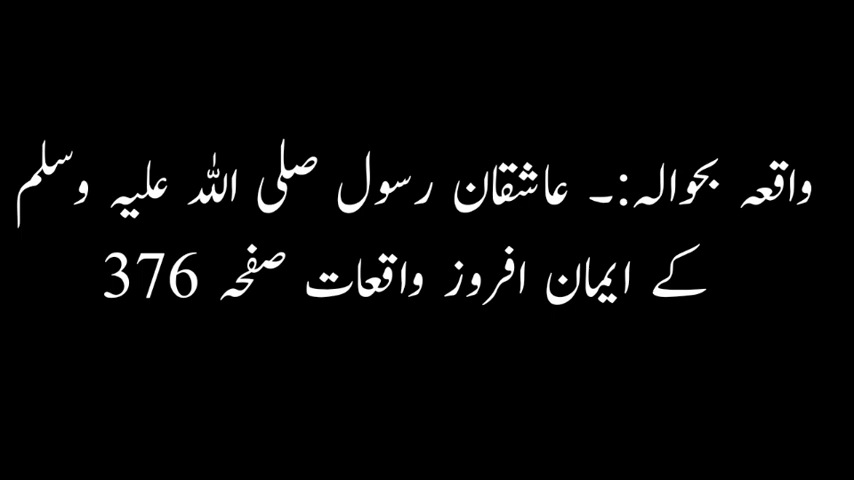 واقعہ بحوالہ:۔ عاشقان رسول صلی اللہ علیہ وسلم
کے ایمان افروز واقعات صفحہ 376